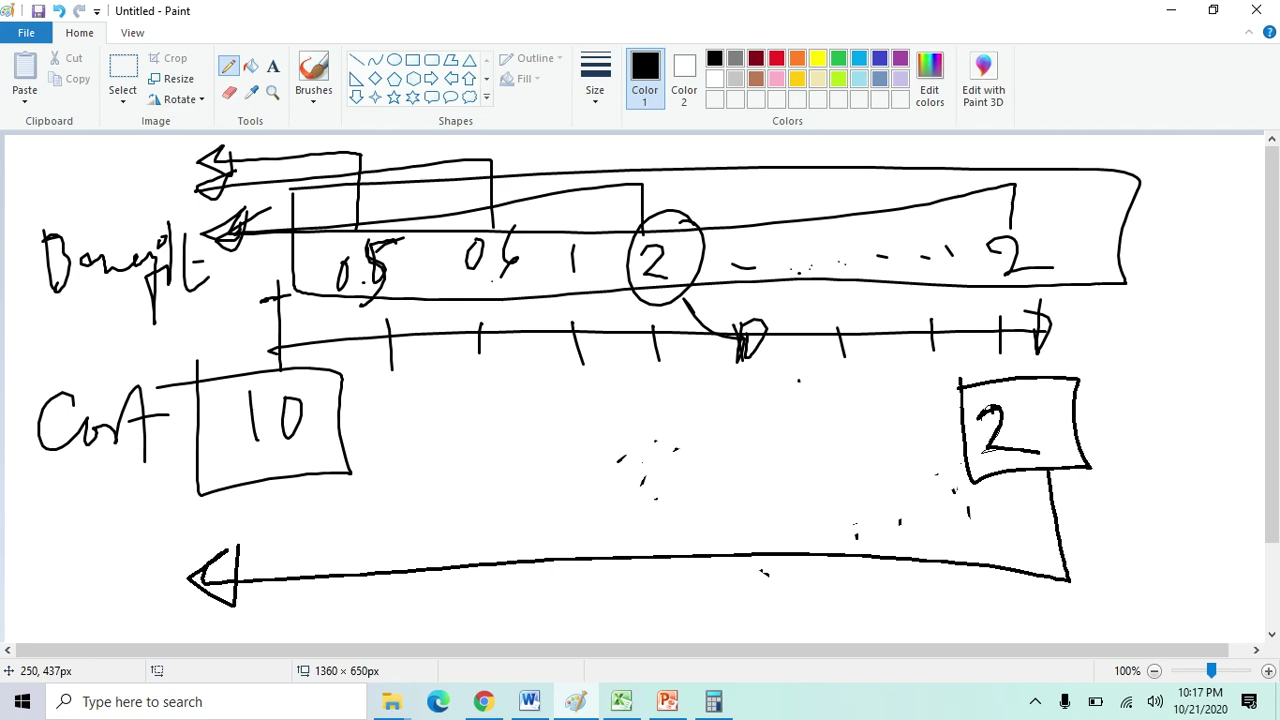 Untitled - Paint
File Home View
Paste Cut Copy Select Crop Resize Rotate Brushes Outline Fill Size Color 1 Color 2 Edit colors Edit with Paint 3D
Clipboard Image Tools Shapes Colors
0.5 0.6 1 2 2
Cost 10 2
250, 437px 1360 × 650px 100%
Type here to search 10:17 PM
10/21/2020